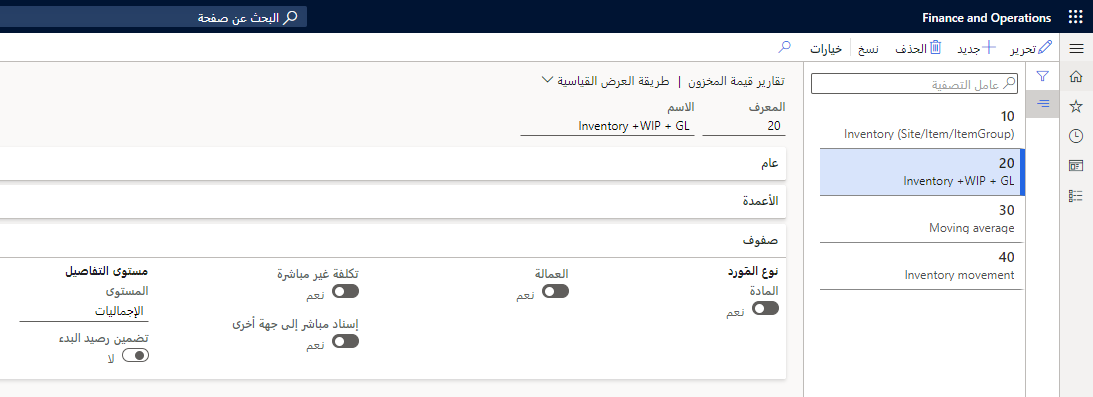 Finance and Operations
البحث عن صفحة
تحرير
جديد
الحذف
نسخ
خيارات
عامل التصفية
10
Inventory (Site/Item/ItemGroup)
20
Inventory +WIP + GL
30
Moving average
40
Inventory movement
تقارير قيمة المخزون | طريقة العرض القياسية
المعرف
الاسم
20
Inventory +WIP + GL
عام
الأعمدة
صفوف
نوع المورد
المادة
نعم
العمالة
نعم
تكلفة غير مباشرة
نعم
إسناد مباشر إلى جهة أخرى
نعم
مستوى التفاصيل
المستوى
الإجماليات
تضمين رصيد البدء
لا